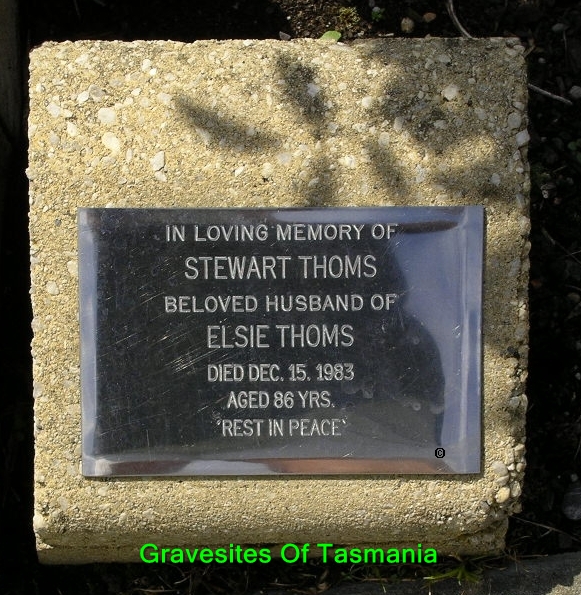 IN LOVING MEMORY OF
STEWART THOMS
BELOVED HUSBAND OF
ELSIE THOMS
DIED DEC. 15. 1983
AGED 86 YRS.
'REST IN PEACE'
©
Gravesites Of Tasmania